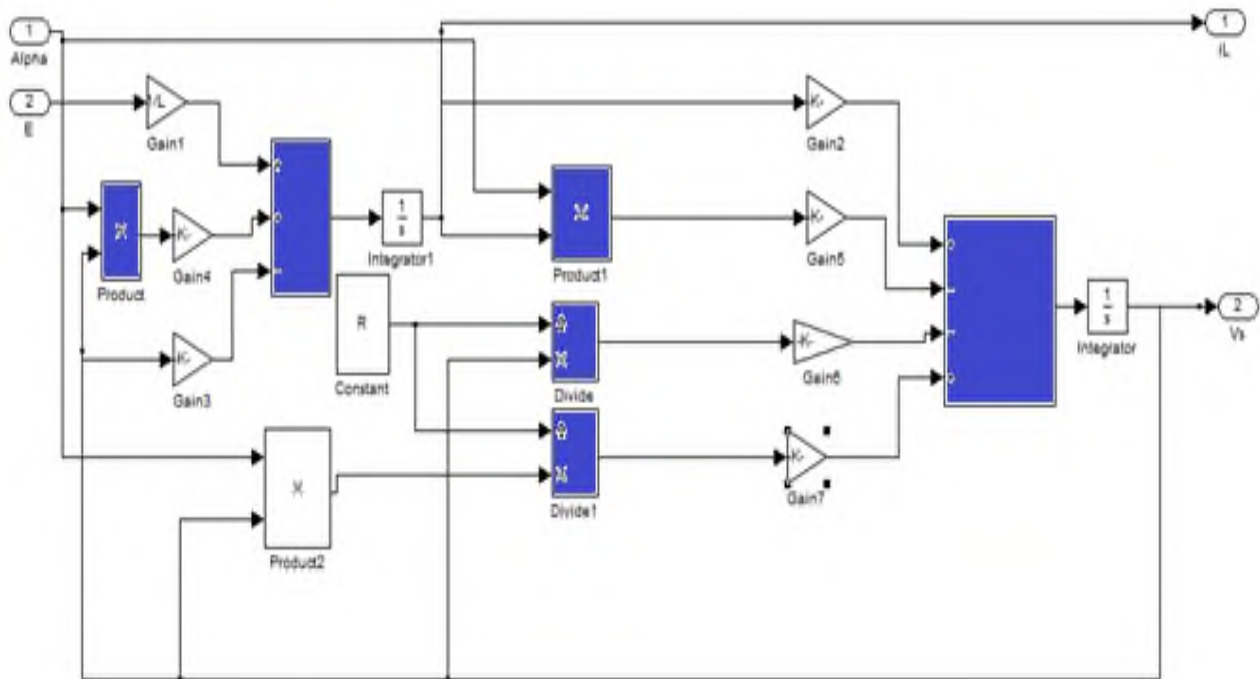 1
Alpha
2
E
1/L
Gain1
Product
K-
Gain4
K-
Gain3
1
s
Integrator1
R
Constant
Product2
Product1
Divide
Divide1
K-
Gain2
K-
Gain5
K-
Gain6
K-
Gain7
1
s
Integrator
1
iL
2
Vs